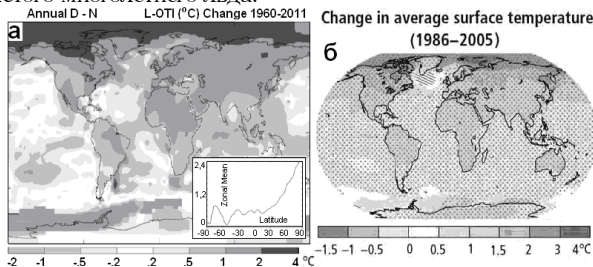 многолетнего льда.
Annual D - N L-OTI (°C) Change 1960-2011
а
2,4
1,2
0
Zonal Mean
Latitude
-90 -60 -30 0 30 60 90
-2 -1 -.5 -.2 .2 .5 1 2 4 °C
Change in average surface temperature
(1986–2005)
б
-1.5 -1 -0.5 0 0.5 1 1.5 2 3 4°C